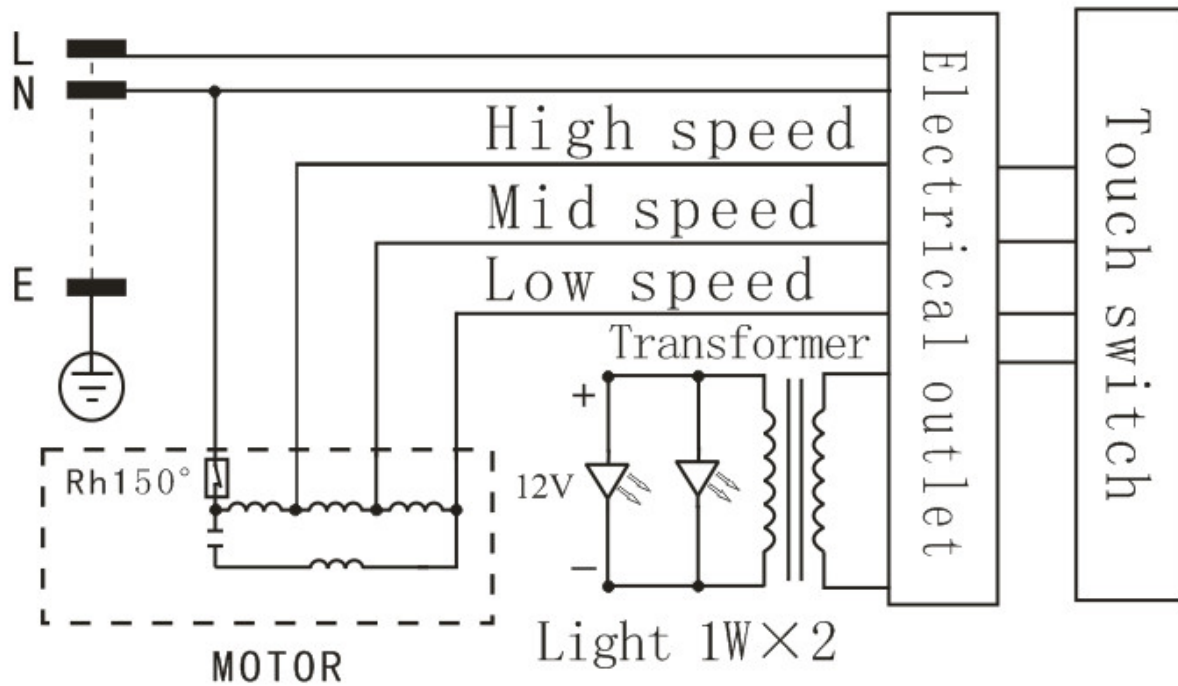 L
N
High speed
Mid speed
E
Low speed
Transformer
+
Rh150°
12V
−
Light 1W×2
MOTOR
Electrical outlet
Touch switch